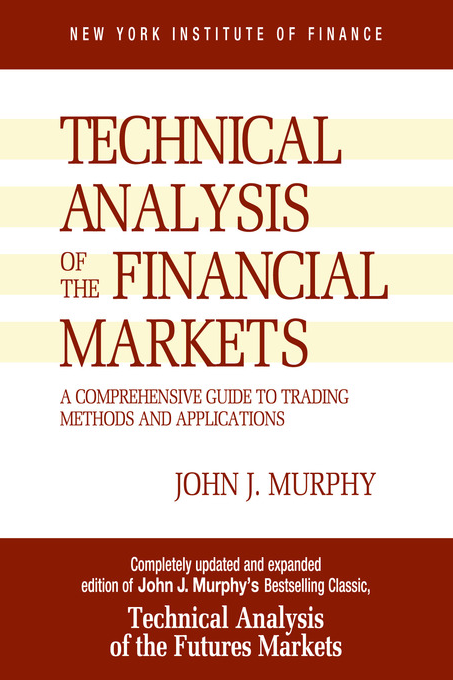 NEW YORK INSTITUTE OF FINANCE
TECHNICAL
ANALYSIS
OF THE FINANCIAL
MARKETS
A COMPREHENSIVE GUIDE TO TRADING
METHODS AND APPLICATIONS
JOHN J. MURPHY
Completely updated and expanded
edition of John J. Murphy's Bestselling Classic,
Technical Analysis
of the Futures Markets